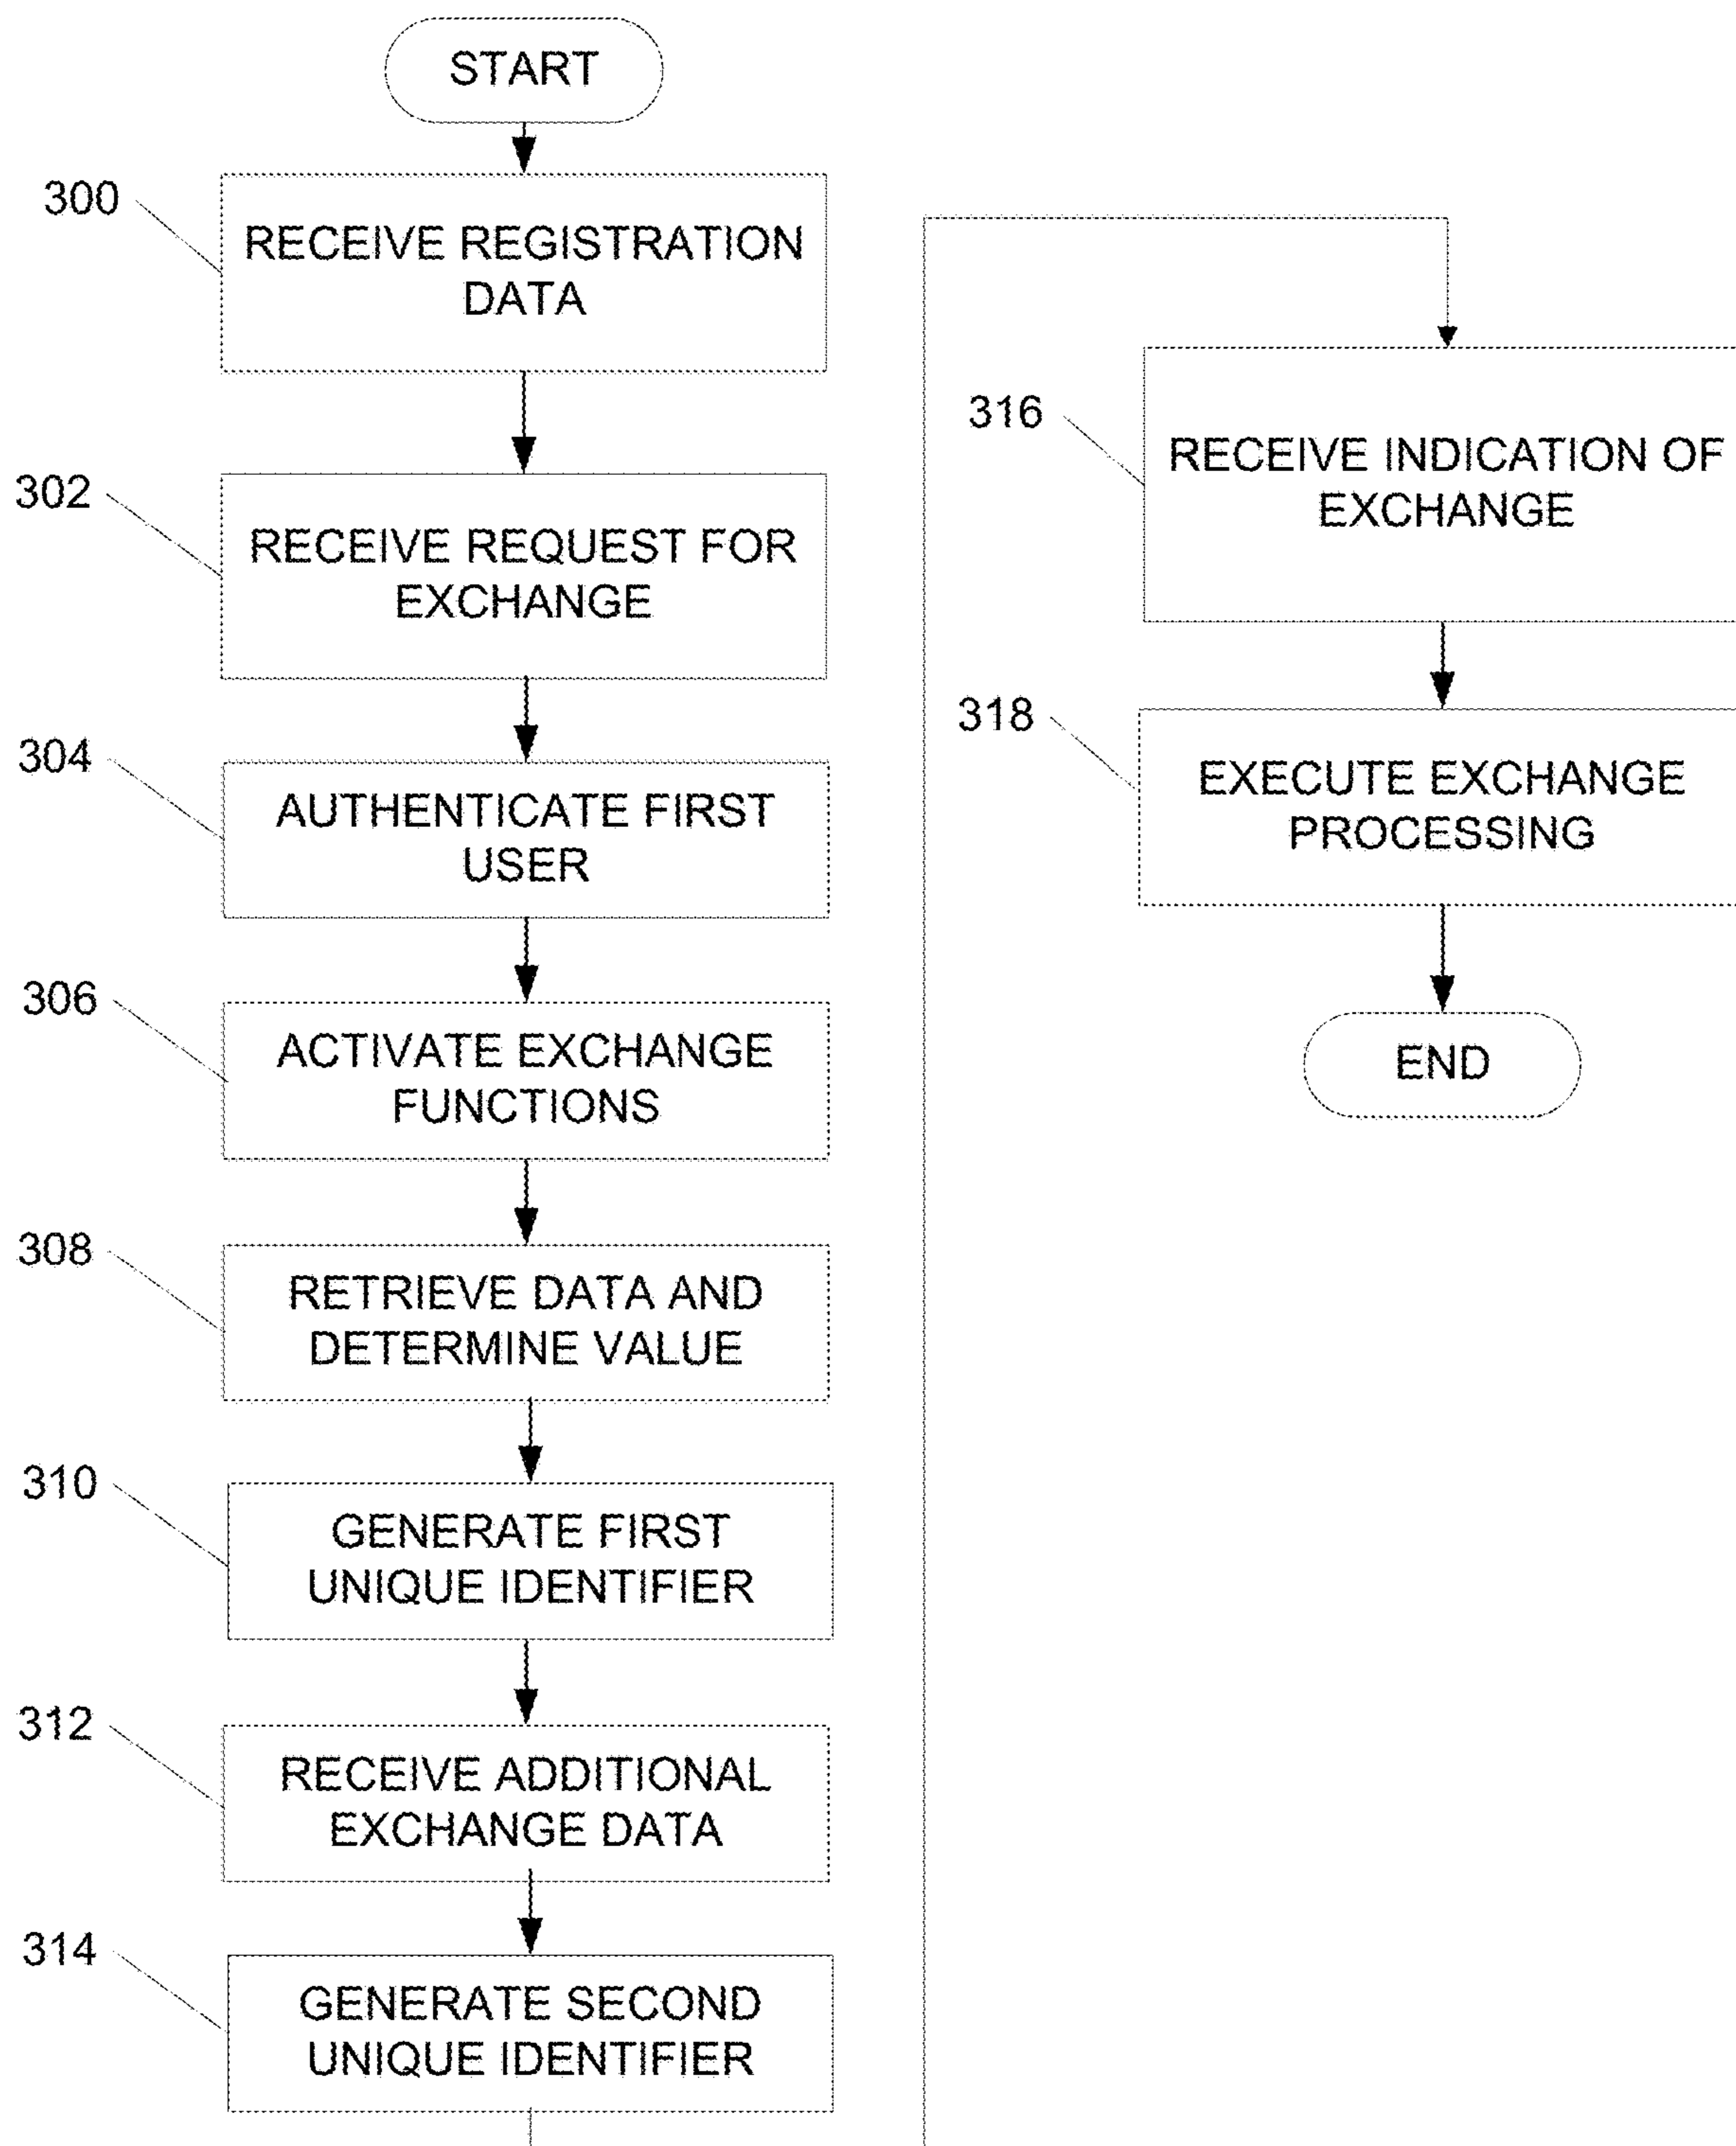 START
300
RECEIVE REGISTRATION
DATA
302
RECEIVE REQUEST FOR
EXCHANGE
304
AUTHENTICATE FIRST
USER
306
ACTIVATE EXCHANGE
FUNCTIONS
308
RETRIEVE DATA AND
DETERMINE VALUE
310
GENERATE FIRST
UNIQUE IDENTIFIER
312
RECEIVE ADDITIONAL
EXCHANGE DATA
314
GENERATE SECOND
UNIQUE IDENTIFIER
316
RECEIVE INDICATION OF
EXCHANGE
318
EXECUTE EXCHANGE
PROCESSING
END